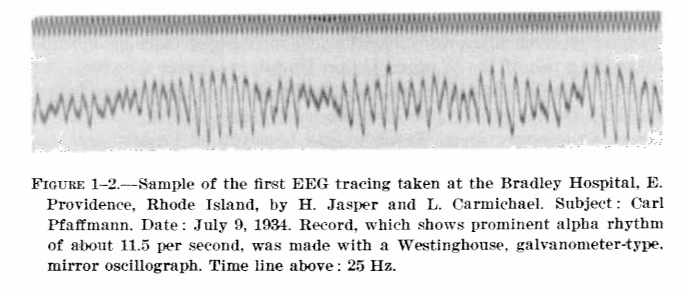 FIGURE 1–2.—Sample of the first EEG tracing taken at the Bradley Hospital, E.
Providence, Rhode Island, by H. Jasper and L. Carmichael. Subject: Carl
Pfaffmann. Date: July 9, 1934. Record, which shows prominent alpha rhythm
of about 11.5 per second, was made with a Westinghouse, galvanometer-type,
mirror oscillograph. Time line above: 25 Hz.